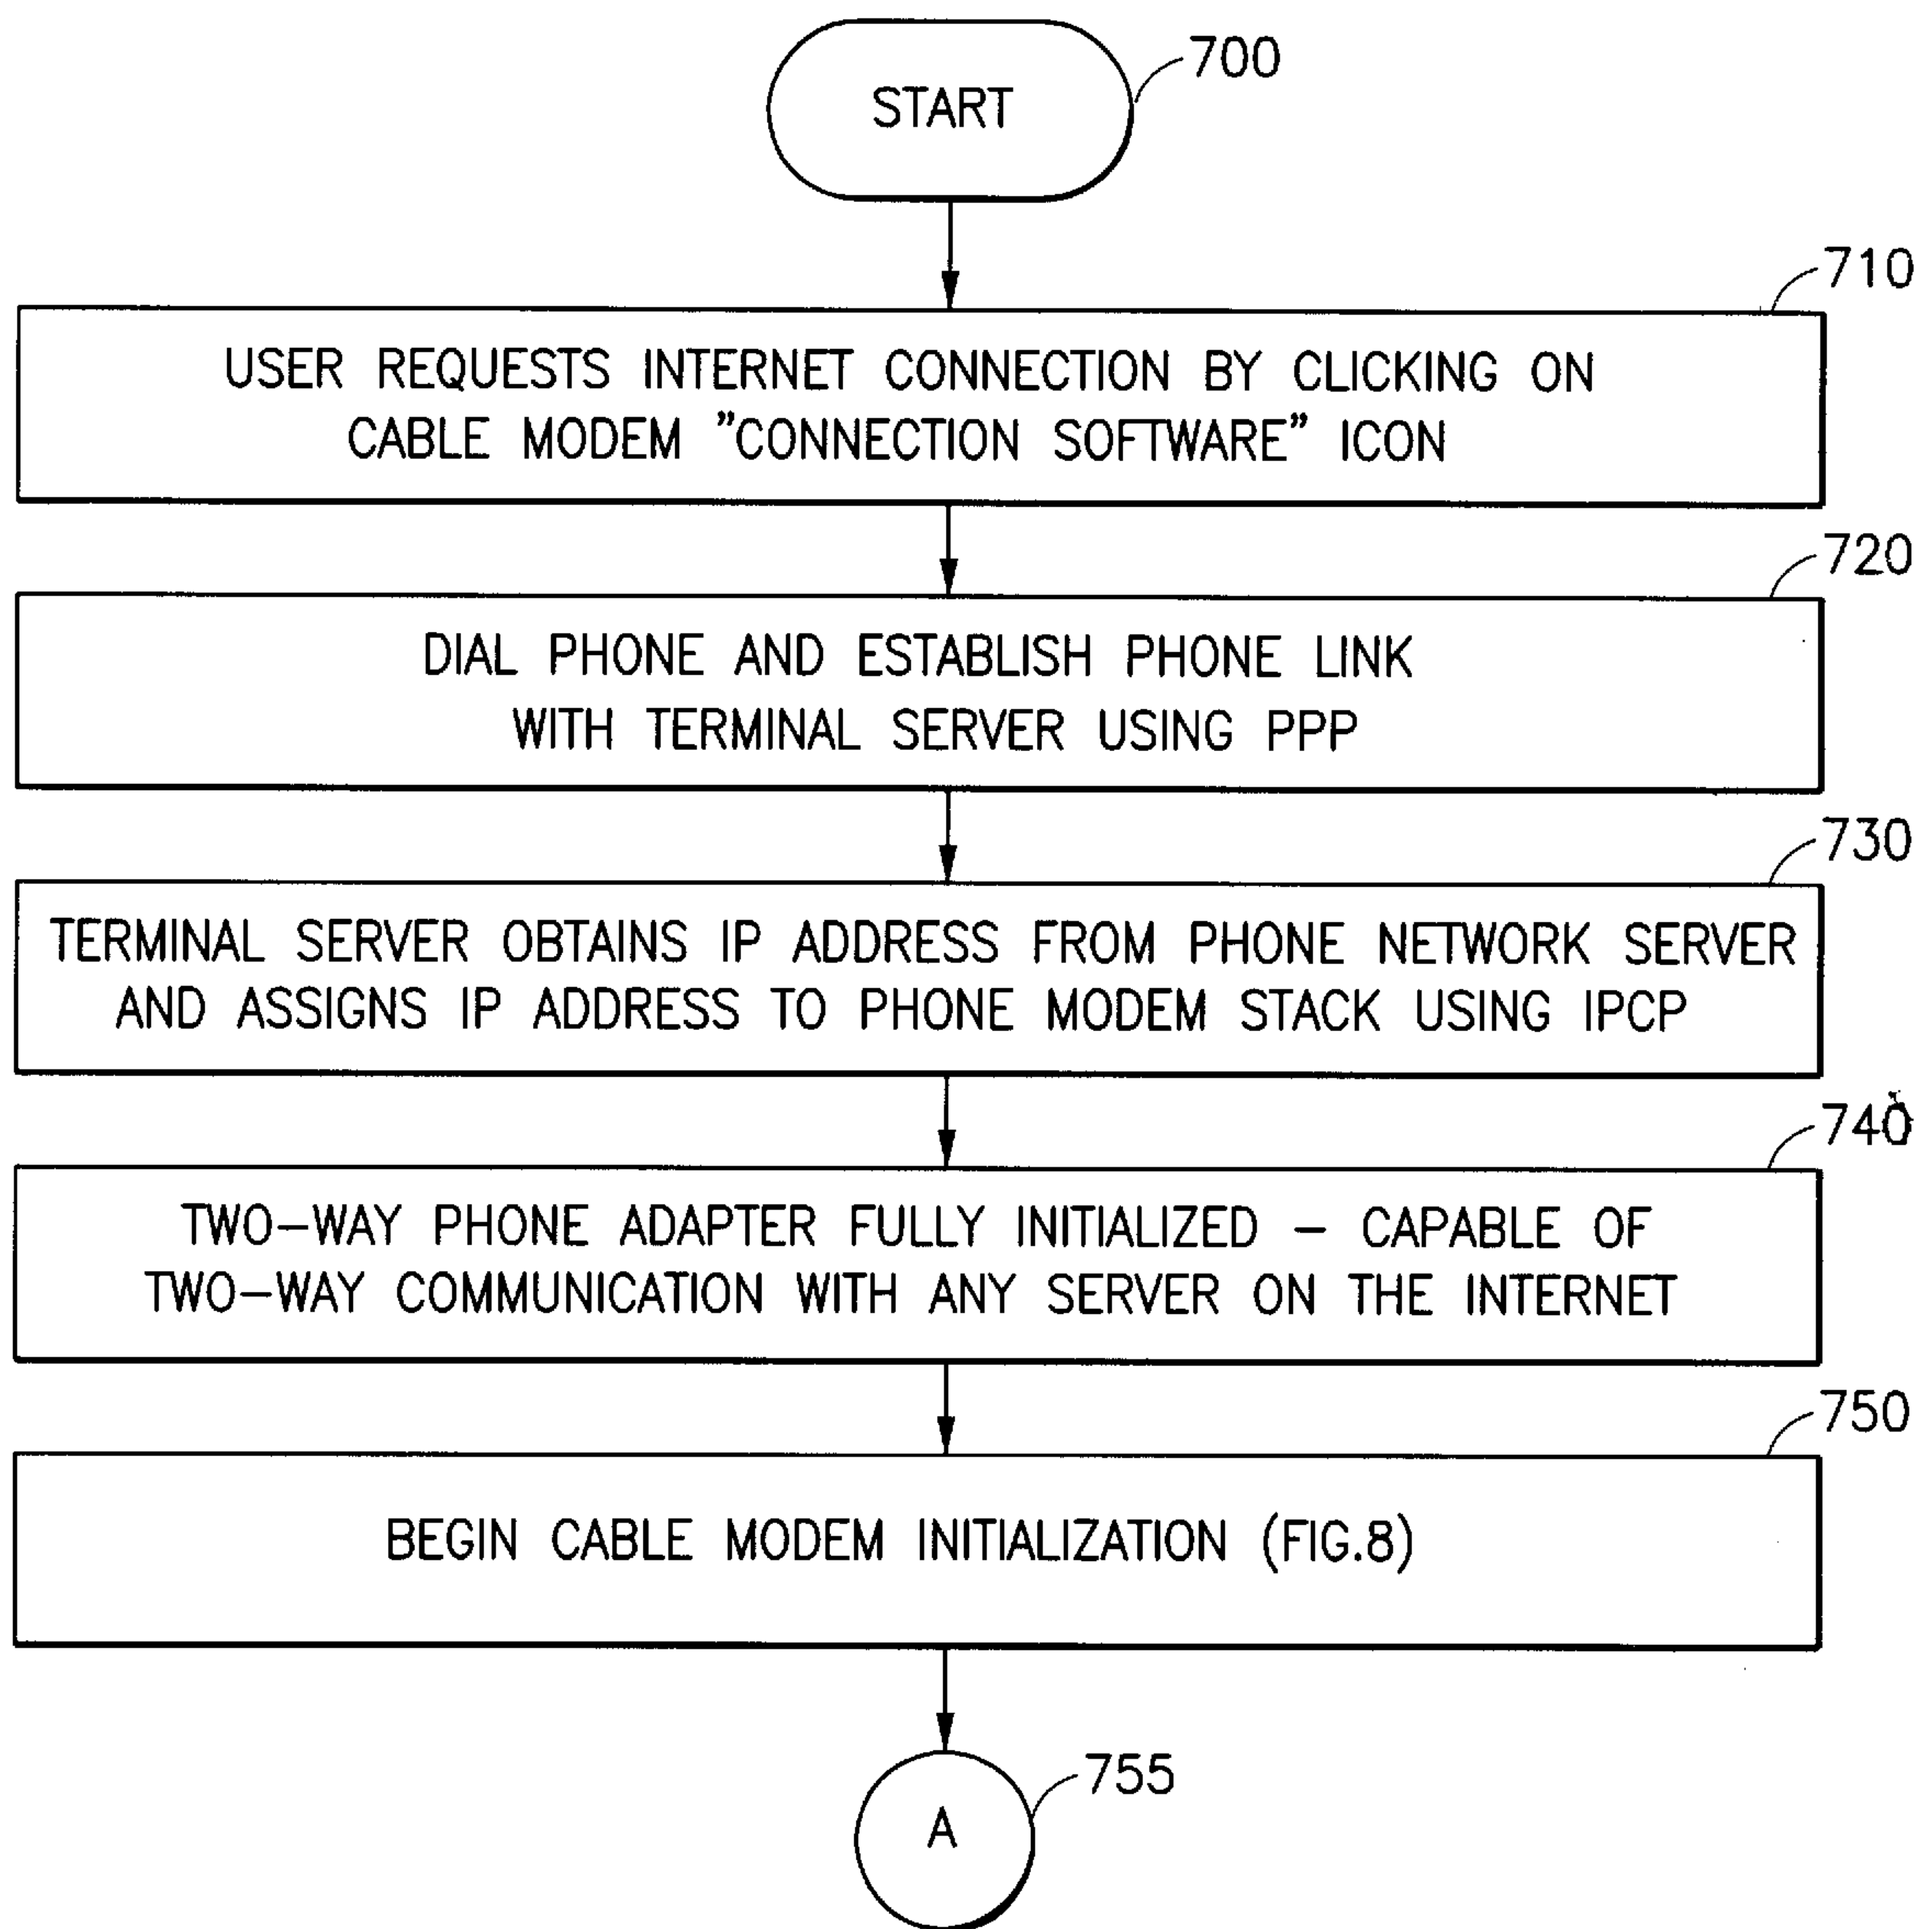 700
START
710
USER REQUESTS INTERNET CONNECTION BY CLICKING ON
CABLE MODEM "CONNECTION SOFTWARE" ICON
720
DIAL PHONE AND ESTABLISH PHONE LINK
WITH TERMINAL SERVER USING PPP
730
TERMINAL SERVER OBTAINS IP ADDRESS FROM PHONE NETWORK SERVER
AND ASSIGNS IP ADDRESS TO PHONE MODEM STACK USING IPCP
740
TWO-WAY PHONE ADAPTER FULLY INITIALIZED - CAPABLE OF
TWO-WAY COMMUNICATION WITH ANY SERVER ON THE INTERNET
750
BEGIN CABLE MODEM INITIALIZATION (FIG.8)
755
A